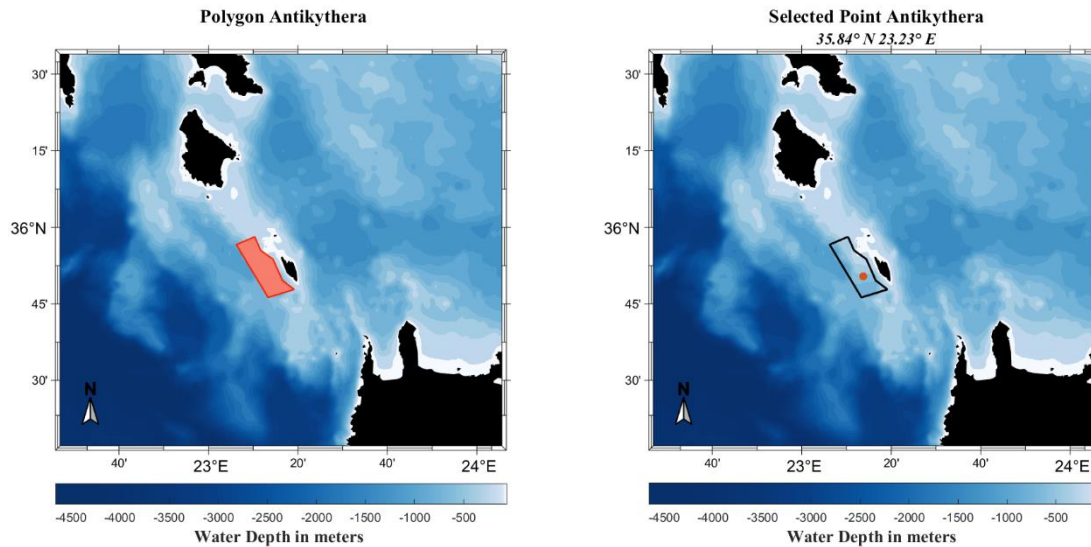 Polygon Antikythera
30'
15'
36°N
45'
30'
N
40'
23°E
20'
40'
24°E
-4500
-4000
-3500
-3000
-2500
-2000
-1500
-1000
-500
Water Depth in meters
Selected Point Antikythera
35.84° N 23.23° E
30'
15'
36°N
45'
30'
N
40'
23°E
20'
40'
24°E
-4500
-4000
-3500
-3000
-2500
-2000
-1500
-1000
-500
Water Depth in meters